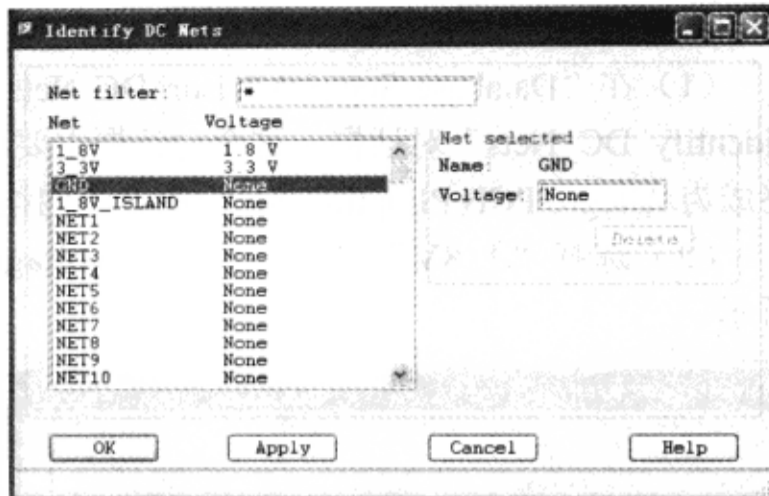 Identify DC Nets
Net filter: *
Net Voltage
1_8V 1.8 V
3_3V 3.3 V
GND None
1_8V_ISLAND None
NET1 None
NET2 None
NET3 None
NET4 None
NET5 None
NET6 None
NET7 None
NET8 None
NET9 None
NET10 None
Net selected
Name: GND
Voltage: None
Delete
OK Apply Cancel Help